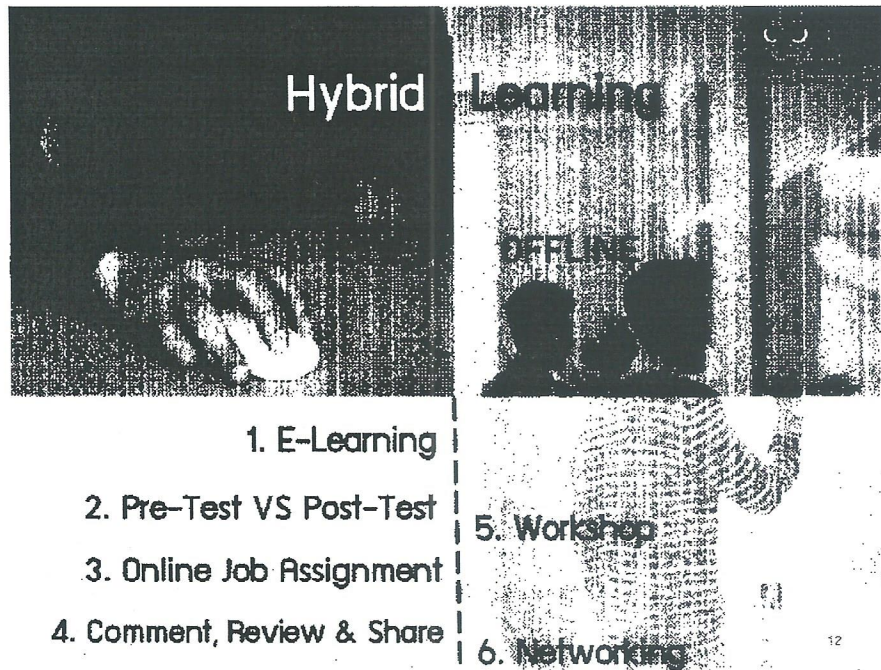 Hybrid Learning
OFFLINE
1. E-Learning
2. Pre-Test VS Post-Test
3. Online Job Assignment
4. Comment, Review & Share
5. Workshop
6. Networking
12